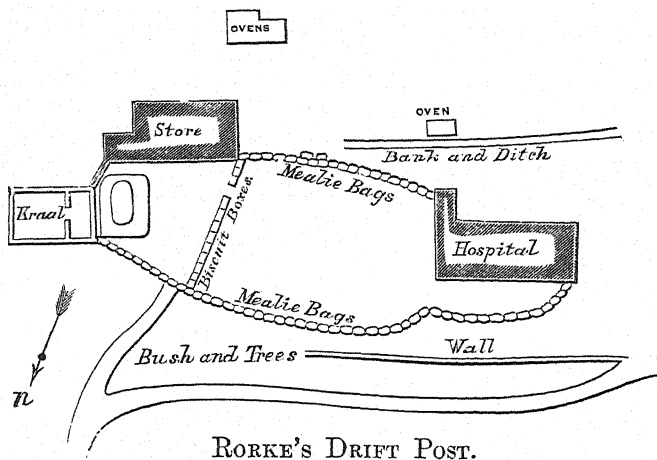 OVENS
OVEN
Store
Bank and Ditch
Mealie Bags
Kraal
Biscuit Boxes
Hospital
Mealie Bags
Wall
Bush and Trees
n
RORKE'S DRIFT POST.